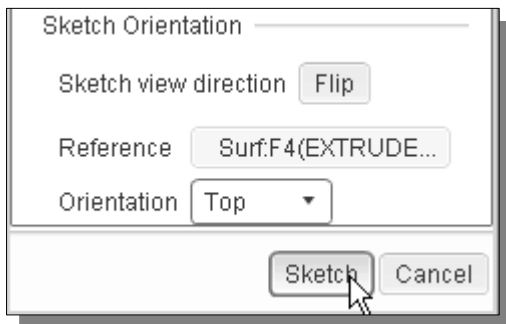 Sketch Orientation
Sketch view direction Flip
Reference Surf:F4(EXTRUDE...
Orientation Top
Sketch Cancel